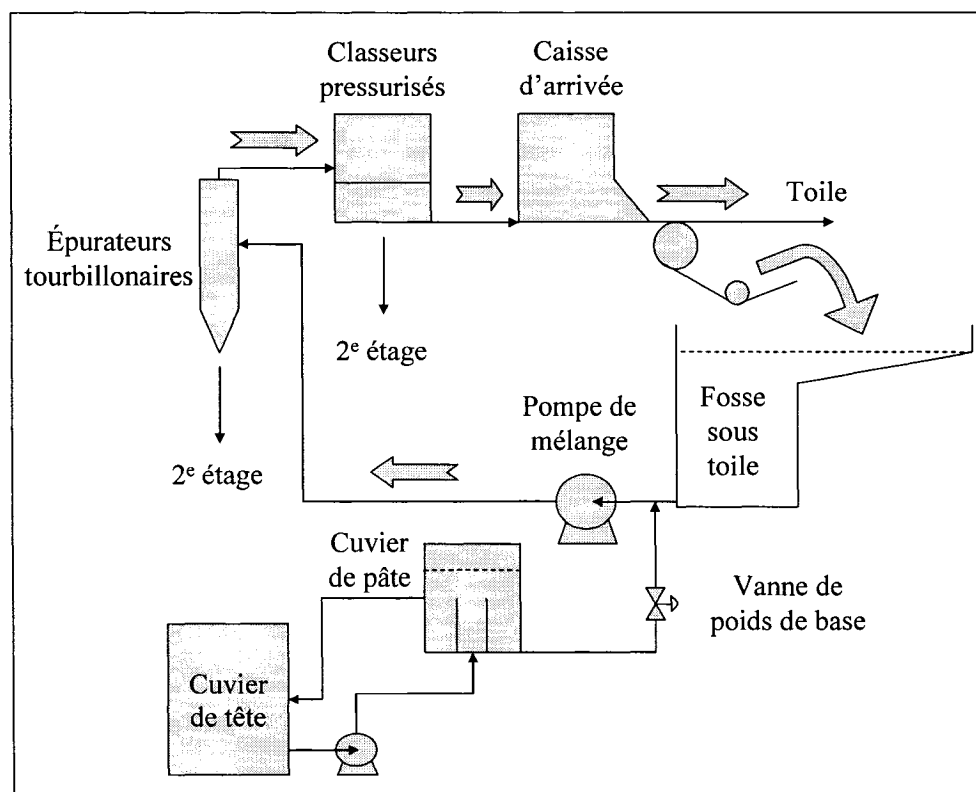 Classeurs
pressurisés
Caisse
d'arrivée
Toile
Épurateurs
tourbillonaires
2e étage
2e étage
Fosse
sous
toile
Pompe de
mélange
Cuvier
de pâte
Vanne de
poids de base
Cuvier
de tête